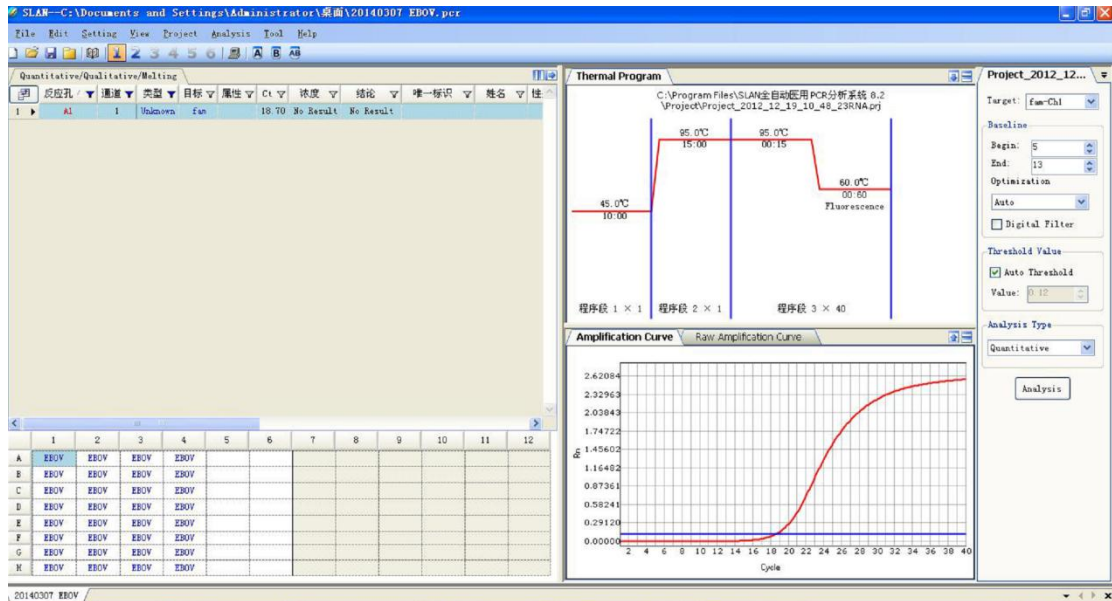 SLAN--C:\Documents and Settings\Administrator\桌面\20140307 EBOV.pcr
File Edit Setting View Project Analysis Tool Help
1 2 3 4 5 6 A B AB
Quantitative/Qualitative/Melting
反应孔 通道 类型 目标 属性 Ct 浓度 结论 唯一标识 姓名 性
1 A1 1 Unknown fam 18.70 No Result No Result
1 2 3 4 5 6 7 8 9 10 11 12
A EBOV EBOV EBOV EBOV
B EBOV EBOV EBOV EBOV
C EBOV EBOV EBOV EBOV
D EBOV EBOV EBOV EBOV
E EBOV EBOV EBOV EBOV
F EBOV EBOV EBOV EBOV
G EBOV EBOV EBOV EBOV
H EBOV EBOV EBOV EBOV
20140307 EBOV
Thermal Program
C:\Program Files\SLAN全自动医用PCR分析系统 8.2
\Project\Project_2012_12_19_10_48_23RNA.prj
95.0℃ 95.0℃
15:00 00:15
60.0℃
00:60
Fluorescence
45.0℃
10:00
程序段 1 × 1 程序段 2 × 1 程序段 3 × 40
Amplification Curve Raw Amplification Curve
2.62084
2.32963
2.03843
1.74722
1.45602
1.16482
0.87361
0.58241
0.29120
0.00000
Rn
2 4 6 8 10 12 14 16 18 20 22 24 26 28 30 32 34 36 38 40
Cycle
Project_2012_12...
Target: fam-Ch1
Baseline
Begin: 5
End: 13
Optimization
Auto
Digital Filter
Threshold Value
Auto Threshold
Value: 0.12
Analysis Type
Quantitative
Analysis